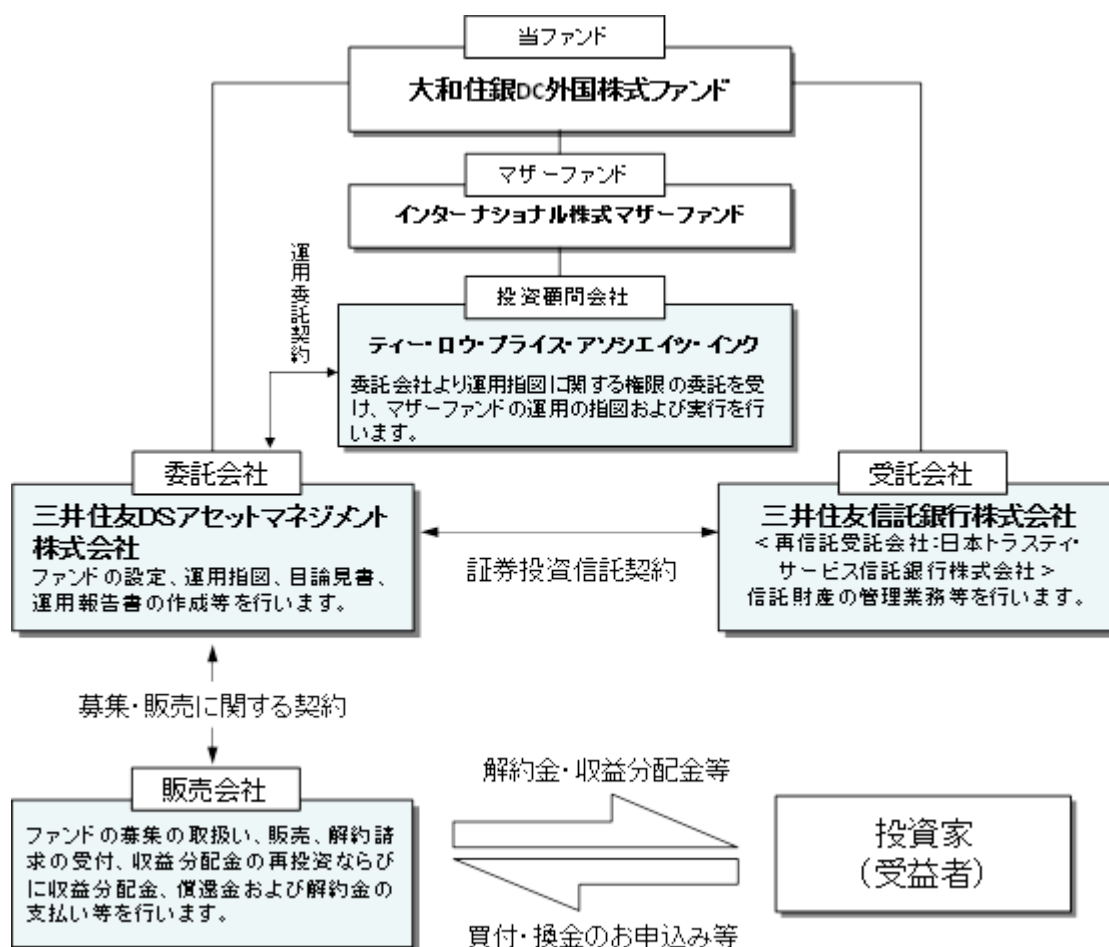 当ファンド
大和住銀DC外国株式ファンド
マザーファンド
インターナショナル株式マザーファンド
運用委託契約
投資顧問会社
ティー・ロウ・プライス・アソシエイツ・インク
委託会社より運用指図に関する権限の委託を受
け、マザーファンドの運用の指図および実行を行
います。
委託会社
三井住友DSアセットマネジメント
株式会社
ファンドの設定、運用指図、目論見書、
運用報告書の作成等を行います。
証券投資信託契約
受託会社
三井住友信託銀行株式会社
＜再信託受託会社:日本トラスティ・
サービス信託銀行株式会社＞
信託財産の管理業務等を行います。
募集・販売に関する契約
販売会社
ファンドの募集の取扱い、販売、解約請
求の受付、収益分配金の再投資ならび
に収益分配金、償還金および解約金の
支払い等を行います。
解約金・収益分配金等
買付・換金のお申込み等
投資家
（受益者）